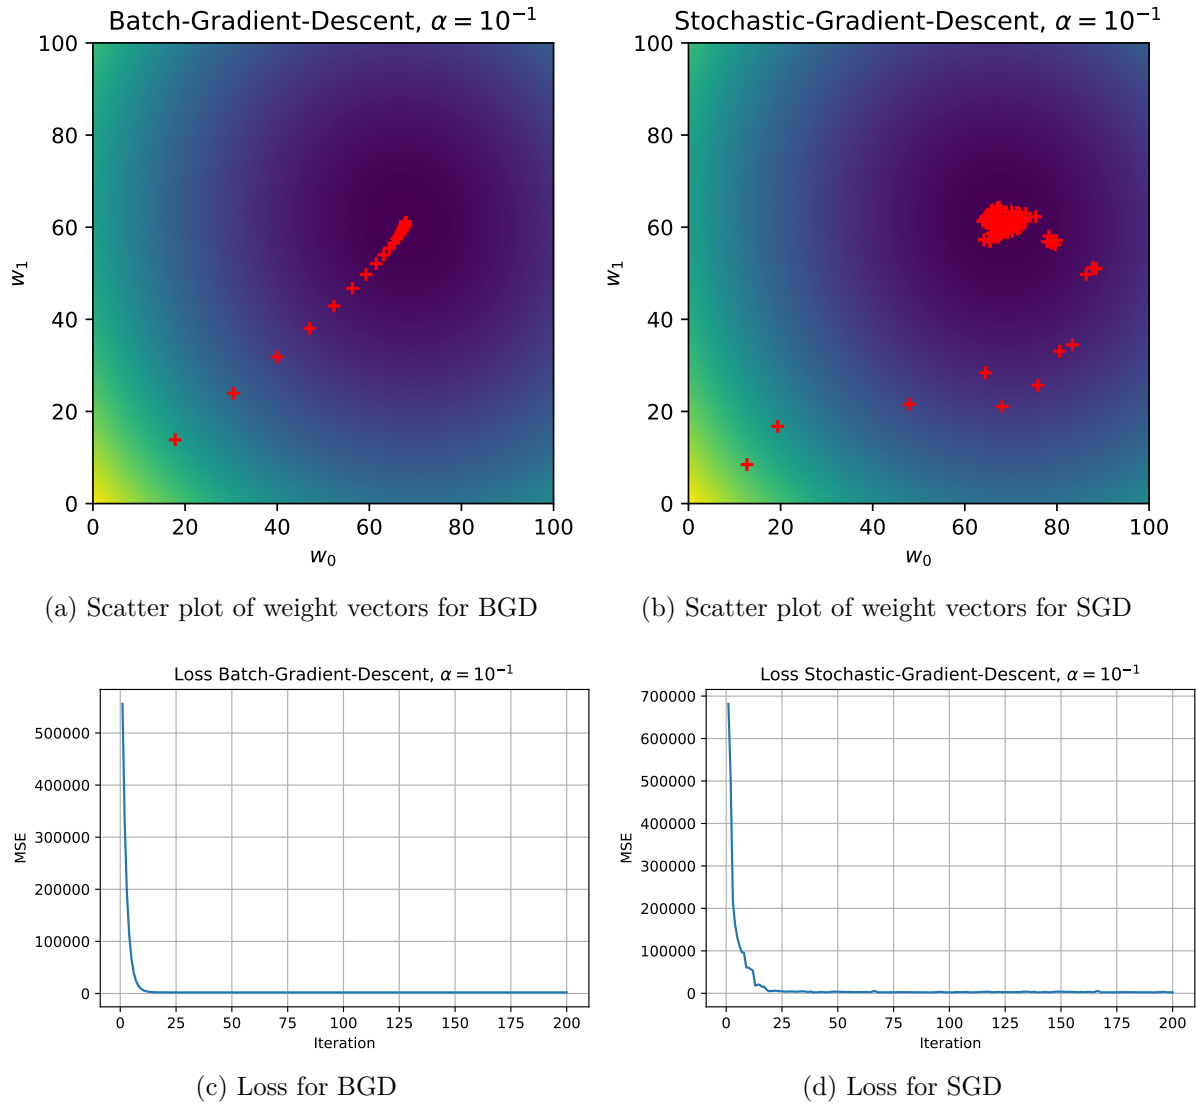 Batch-Gradient-Descent, α = 10⁻¹
100
80
60
40
20
0
w₁
0 20 40 60 80 100
w₀
(a) Scatter plot of weight vectors for BGD
Stochastic-Gradient-Descent, α = 10⁻¹
100
80
60
40
20
0
w₁
0 20 40 60 80 100
w₀
(b) Scatter plot of weight vectors for SGD
Loss Batch-Gradient-Descent, α = 10⁻¹
500000
400000
300000
200000
100000
0
MSE
0 25 50 75 100 125 150 175 200
Iteration
(c) Loss for BGD
Loss Stochastic-Gradient-Descent, α = 10⁻¹
700000
600000
500000
400000
300000
200000
100000
0
MSE
0 25 50 75 100 125 150 175 200
Iteration
(d) Loss for SGD